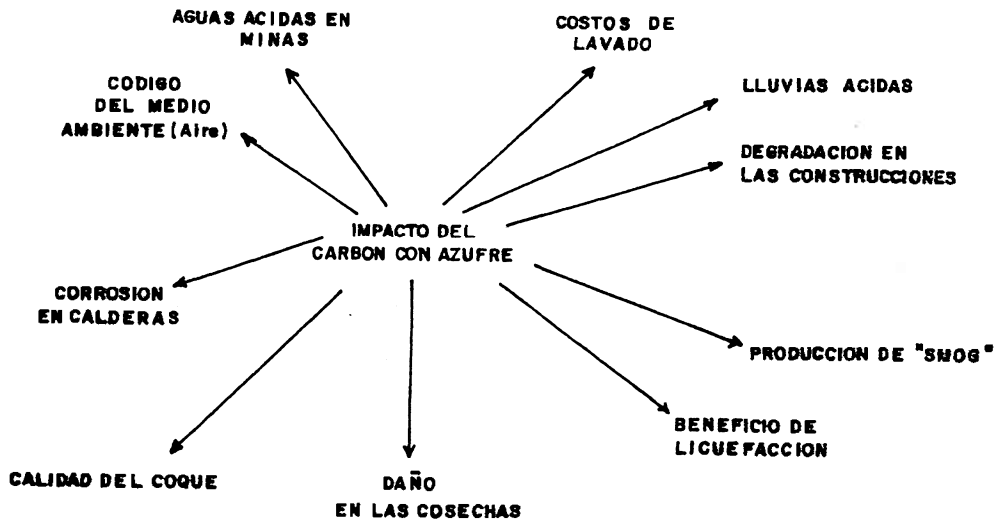 AGUAS ACIDAS EN
MINAS
COSTOS DE
LAVADO
CODIGO
DEL MEDIO
AMBIENTE (Aire)
LLUVIAS ACIDAS
DEGRADACION EN
LAS CONSTRUCCIONES
IMPACTO DEL
CARBON CON AZUFRE
CORROSION
EN CALDERAS
PRODUCCION DE "SMOG"
BENEFICIO DE
LIGUEFACCION
CALIDAD DEL COQUE
DAÑO
EN LAS COSECHAS